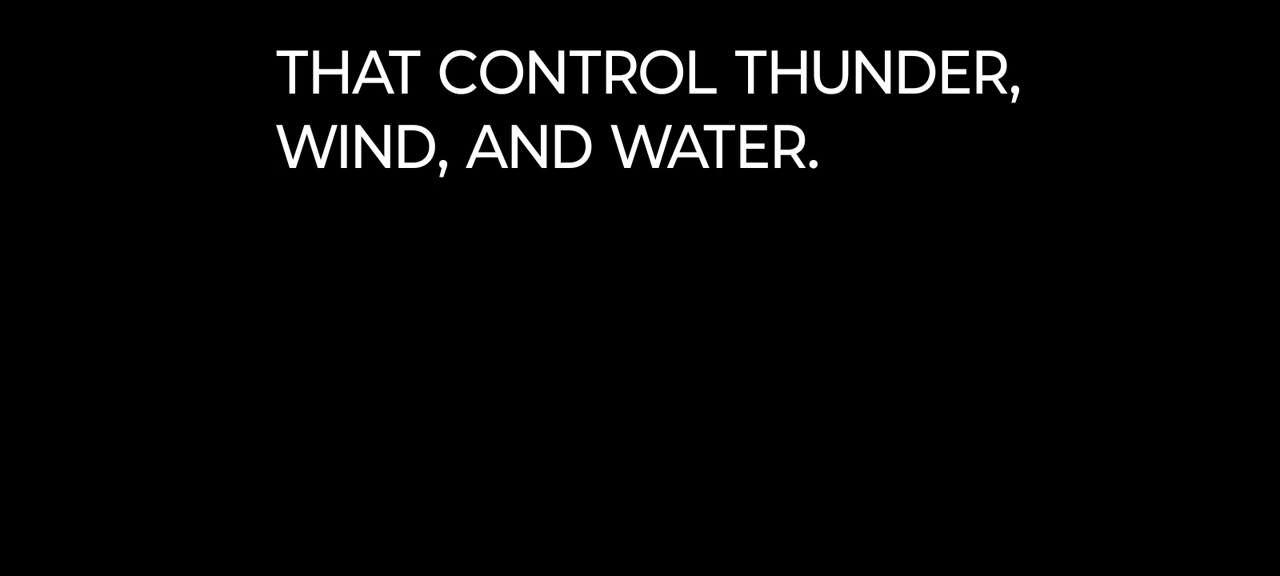 THAT CONTROL THUNDER,
WIND, AND WATER.